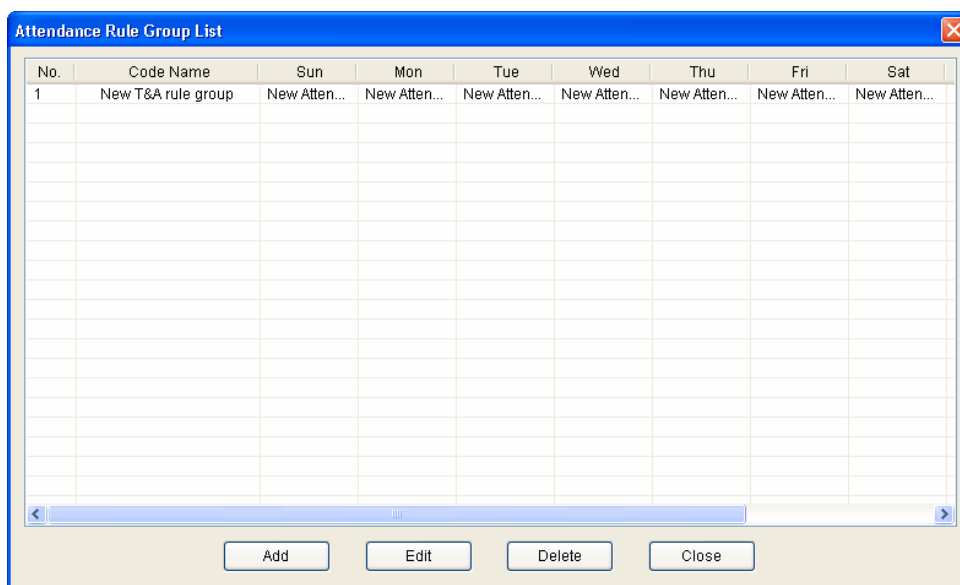 Attendance Rule Group List
No. Code Name Sun Mon Tue Wed Thu Fri Sat
1 New T&A rule group New Atten... New Atten... New Atten... New Atten... New Atten... New Atten... New Atten...
Add Edit Delete Close